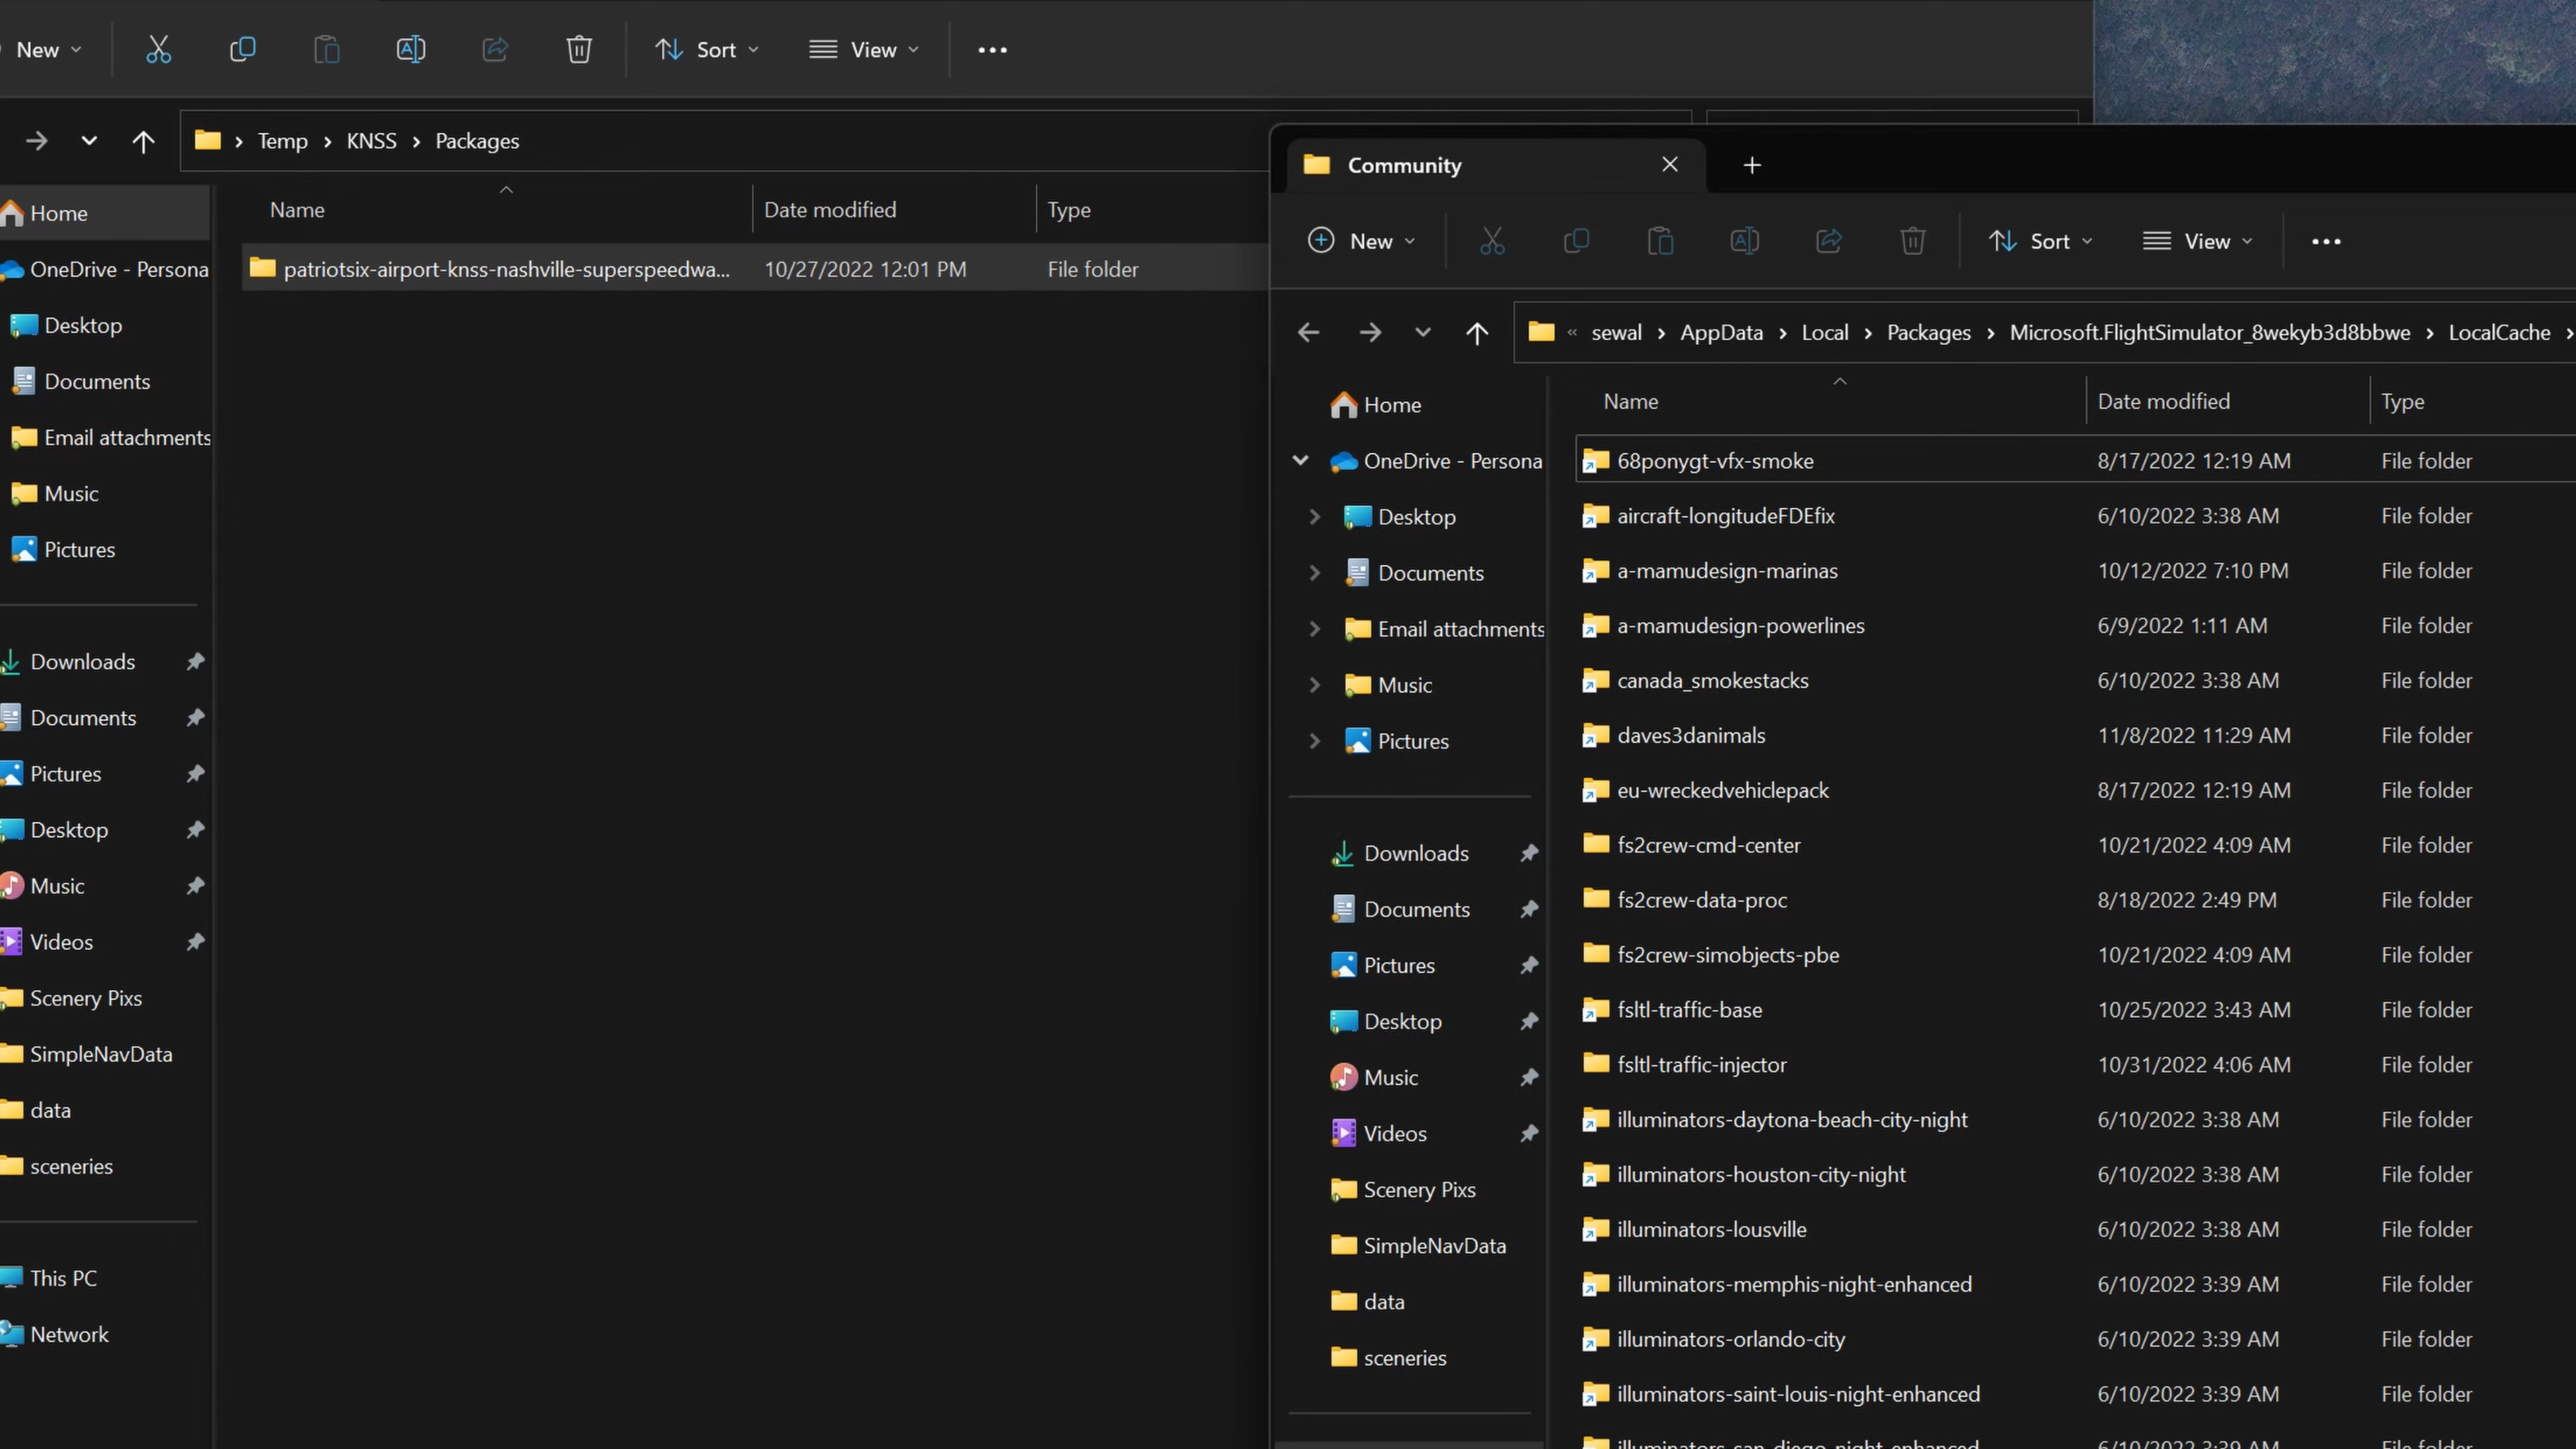 New
Sort
View
Temp
KNSS
Packages
Name
Date modified
Type
patriotsix-airport-knss-nashville-superspeedwa...
10/27/2022 12:01 PM
File folder
Home
OneDrive - Persona
Desktop
Documents
Email attachments
Music
Pictures
Downloads
Documents
Pictures
Desktop
Music
Videos
Scenery Pixs
SimpleNavData
data
sceneries
This PC
Network
Community
New
Sort
View
« sewal
AppData
Local
Packages
Microsoft.FlightSimulator_8wekyb3d8bbwe
LocalCache
Home
OneDrive - Persona
Desktop
Documents
Email attachments
Music
Pictures
Downloads
Documents
Pictures
Desktop
Music
Videos
Scenery Pixs
SimpleNavData
data
sceneries
Name Date modified Type
68ponygt-vfx-smoke 8/17/2022 12:19 AM File folder
aircraft-longitudeFDEfix 6/10/2022 3:38 AM File folder
a-mamudesign-marinas 10/12/2022 7:10 PM File folder
a-mamudesign-powerlines 6/9/2022 1:11 AM File folder
canada_smokestacks 6/10/2022 3:38 AM File folder
daves3danimals 11/8/2022 11:29 AM File folder
eu-wreckedvehiclepack 8/17/2022 12:19 AM File folder
fs2crew-cmd-center 10/21/2022 4:09 AM File folder
fs2crew-data-proc 8/18/2022 2:49 PM File folder
fs2crew-simobjects-pbe 10/21/2022 4:09 AM File folder
fsltl-traffic-base 10/25/2022 3:43 AM File folder
fsltl-traffic-injector 10/31/2022 4:06 AM File folder
illuminators-daytona-beach-city-night 6/10/2022 3:38 AM File folder
illuminators-houston-city-night 6/10/2022 3:38 AM File folder
illuminators-lousville 6/10/2022 3:38 AM File folder
illuminators-memphis-night-enhanced 6/10/2022 3:39 AM File folder
illuminators-orlando-city 6/10/2022 3:39 AM File folder
illuminators-saint-louis-night-enhanced 6/10/2022 3:39 AM File folder